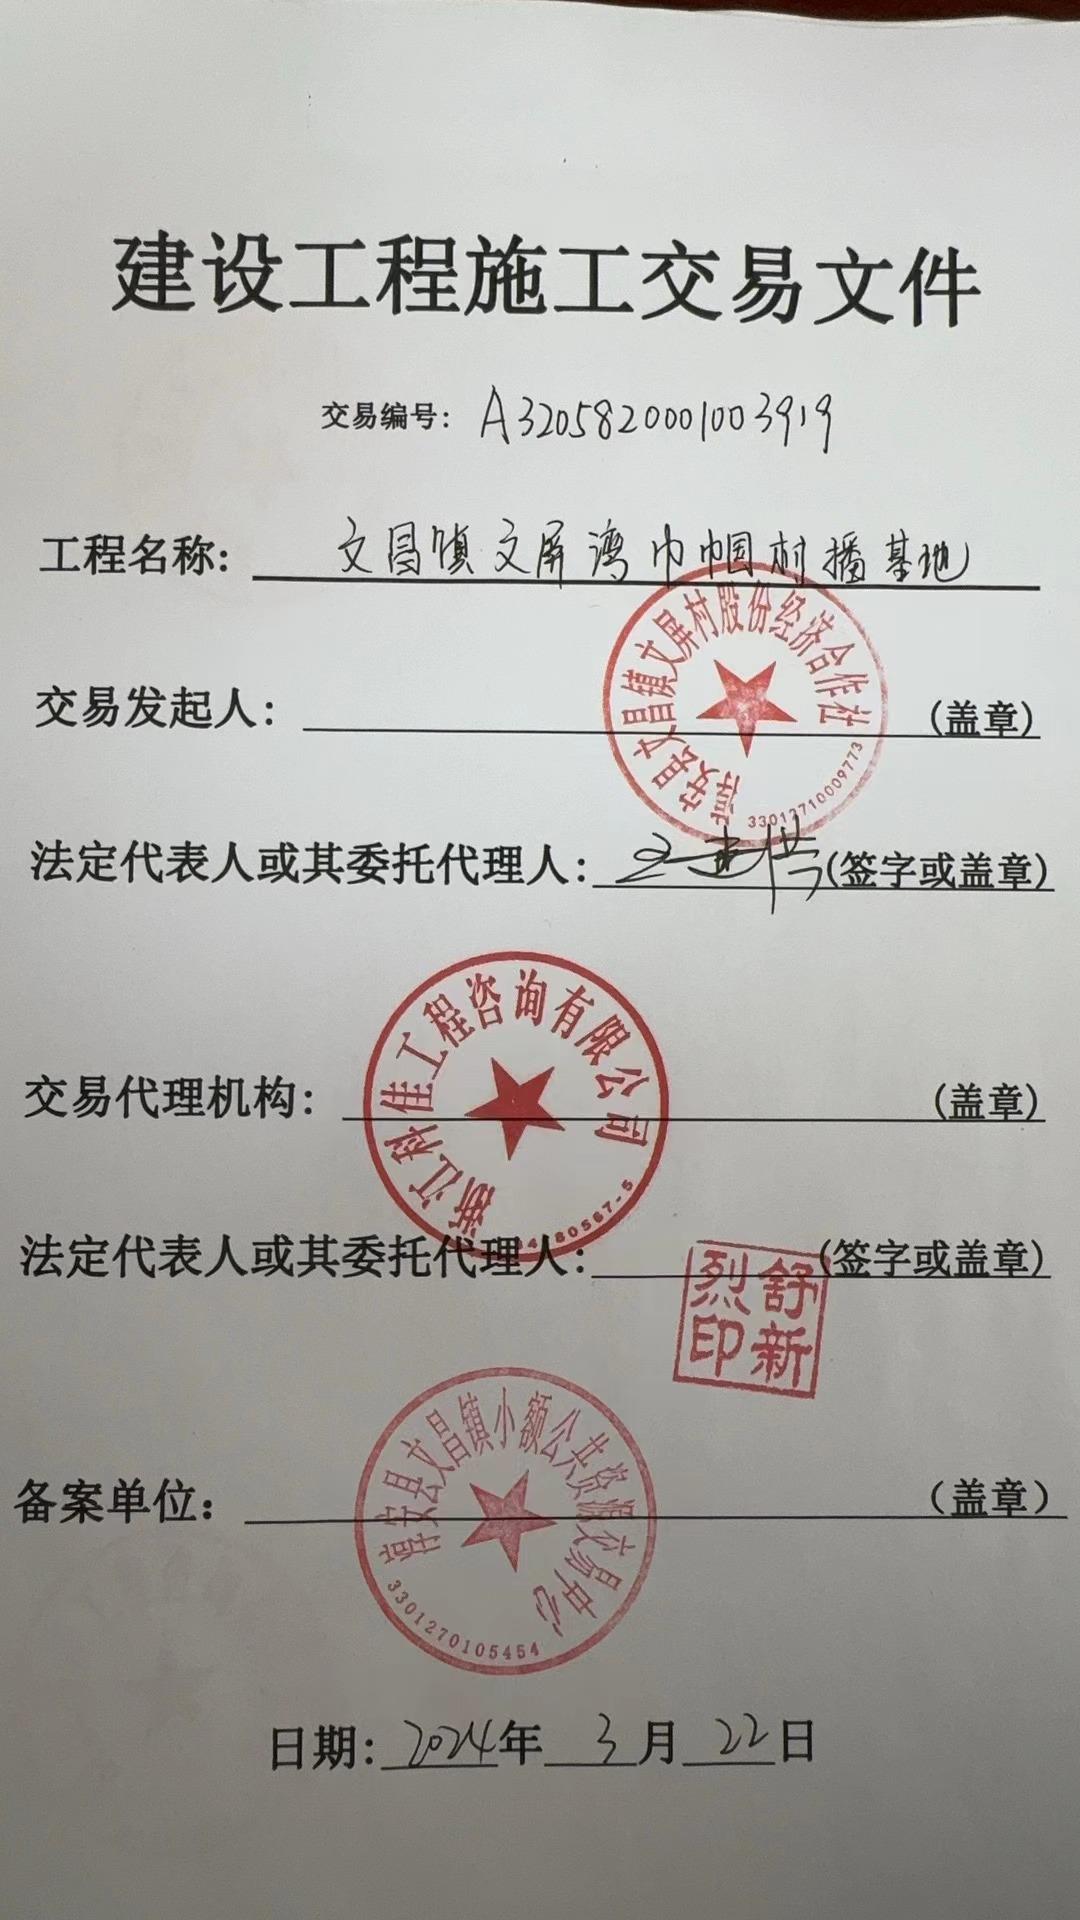 建设工程施工交易文件
交易编号: A3205820001003919
工程名称: 文昌镇文屏湾巾帼村播基地
淳安县文昌镇文屏村股份经济合作社
交易发起人: (盖章)
33012710009773
法定代表人或其委托代理人: (签字或盖章)
浙江科佳工程咨询有限公司
交易代理机构: (盖章)
80567-5
法定代表人或其委托代理人: (签字或盖章)
舒新烈印
淳安县文昌镇小额公共资源交易中心
备案单位: (盖章)
3301270105454
日期: 2024年3月22日